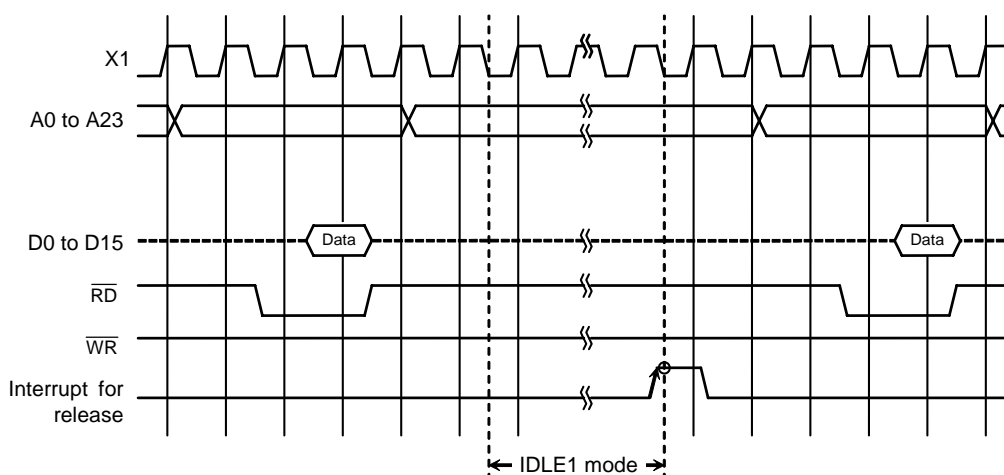 X1
A0 to A23
D0 to D15
Data
Data
RD
WR
Interrupt for
release
IDLE1 mode